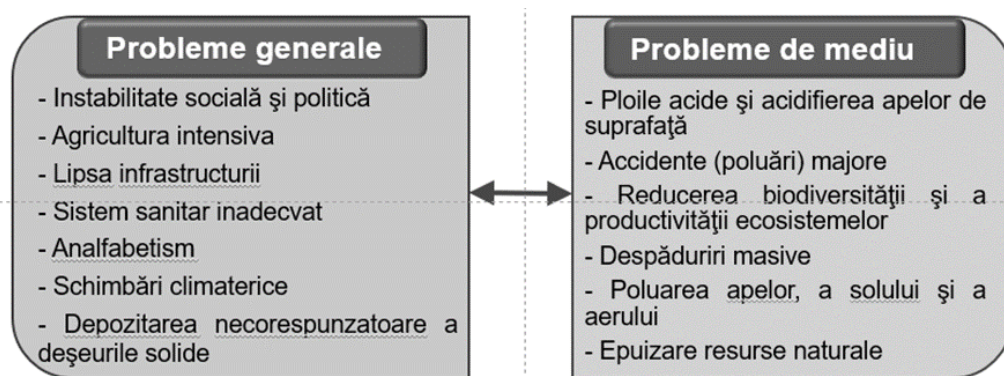 Probleme generale
- Instabilitate socială şi politică
- Agricultura intensiva
- Lipsa infrastructurii
- Sistem sanitar inadecvat
- Analfabetism
- Schimbări climaterice
- Depozitarea necorespunzatoare a
deşeurile solide
Probleme de mediu
- Ploile acide şi acidifierea apelor de
suprafaţă
- Accidente (poluări) majore
- Reducerea biodiversităţii şi a
productivităţii ecosistemelor
- Despăduriri masive
- Poluarea apelor, a solului şi a
aerului
- Epuizare resurse naturale